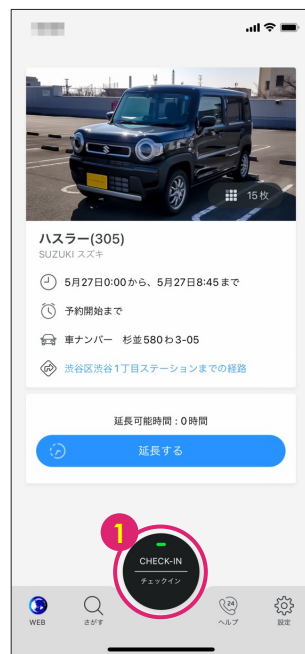 15枚
ハスラー(305)
SUZUKI スズキ
5月27日0:00から、5月27日8:45まで
予約開始まで
車ナンバー 杉並580わ3-05
渋谷区渋谷1丁目ステーションまでの経路
延長可能時間:0時間
延長する
1
CHECK-IN
チェックイン
24
WEB
さがす
ヘルプ
設定